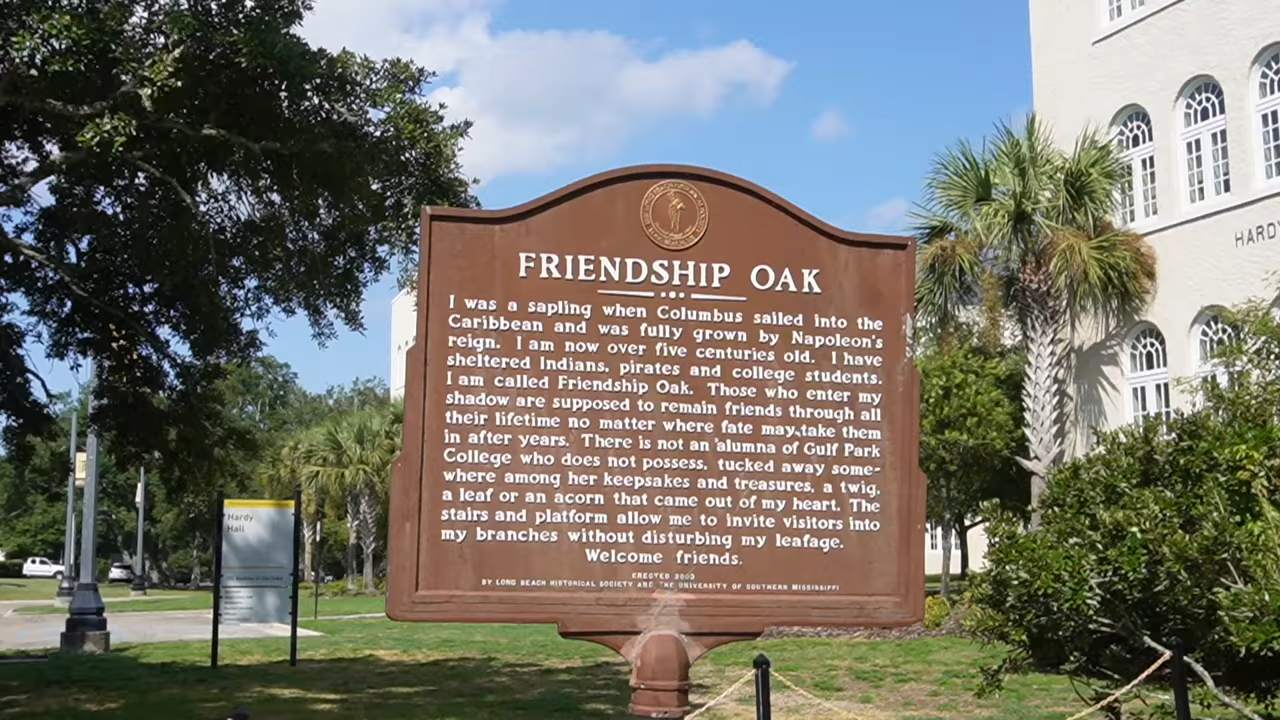 FRIENDSHIP OAK
I was a sapling when Columbus sailed into the
Caribbean and was fully grown by Napoleon's
reign. I am now over five centuries old. I have
sheltered Indians, pirates and college students.
I am called Friendship Oak. Those who enter my
shadow are supposed to remain friends through all
their lifetime no matter where fate may take them
in after years. There is not an alumna of Gulf Park
College who does not possess, tucked away some-
where among her keepsakes and treasures, a twig,
a leaf or an acorn that came out of my heart. The
stairs and platform allow me to invite visitors into
my branches without disturbing my leafage.
Welcome friends.
ERECTED 2003
BY LONG BEACH HISTORICAL SOCIETY AND THE UNIVERSITY OF SOUTHERN MISSISSIPPI
HARDY
Hardy
Hall